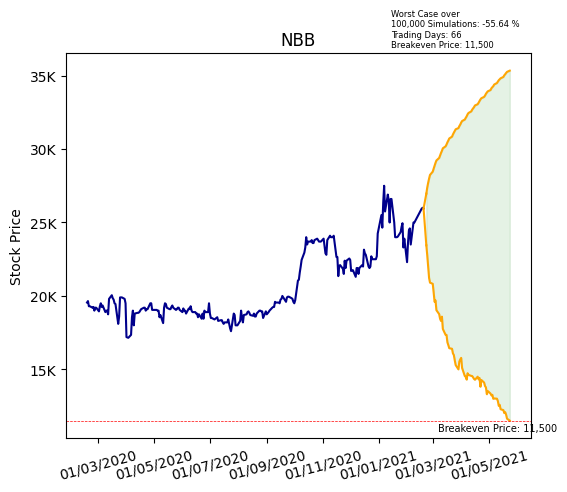 Worst Case over
100,000 Simulations: -55.64 %
Trading Days: 66
Breakeven Price: 11,500
NBB
35K
30K
25K
20K
15K
Stock Price
Breakeven Price: 11,500
01/03/2020
01/05/2020
01/07/2020
01/09/2020
01/11/2020
01/01/2021
01/03/2021
01/05/2021